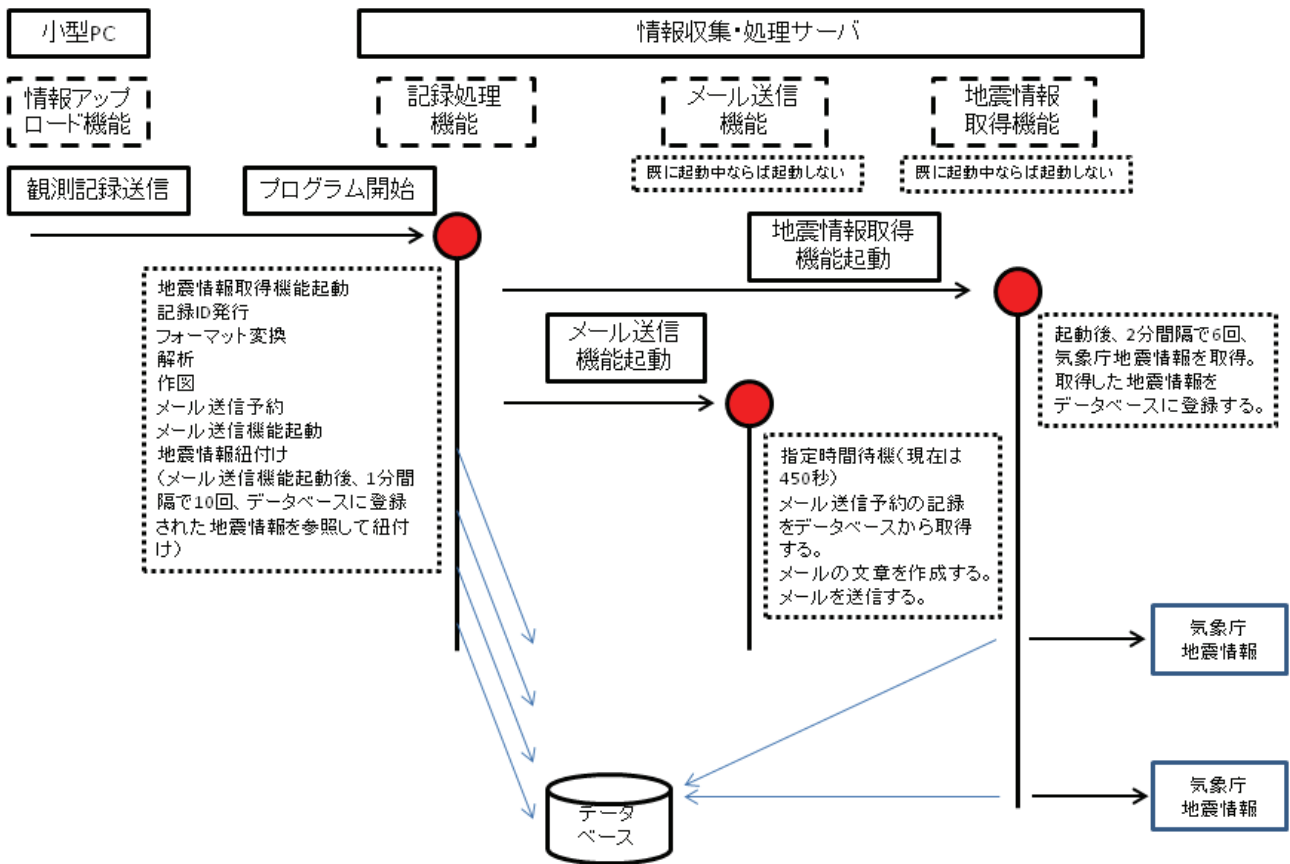 小型PC
情報収集・処理サーバ
情報アップ
ロード機能
記録処理
機能
メール送信
機能
地震情報
取得機能
既に起動中ならば起動しない
既に起動中ならば起動しない
観測記録送信
プログラム開始
地震情報取得
機能起動
地震情報取得機能起動
記録ID発行
フォーマット変換
解析
作図
メール送信予約
メール送信機能起動
地震情報紐付け
(メール送信機能起動後、1分間
隔で10回、データベースに登録
された地震情報を参照して紐付
け)
メール送信
機能起動
起動後、2分間隔で6回、
気象庁地震情報を取得。
取得した地震情報を
データベースに登録する。
指定時間待機(現在は
450秒)
メール送信予約の記録
をデータベースから取得
する。
メールの文章を作成する。
メールを送信する。
気象庁
地震情報
気象庁
地震情報
データ
ベース